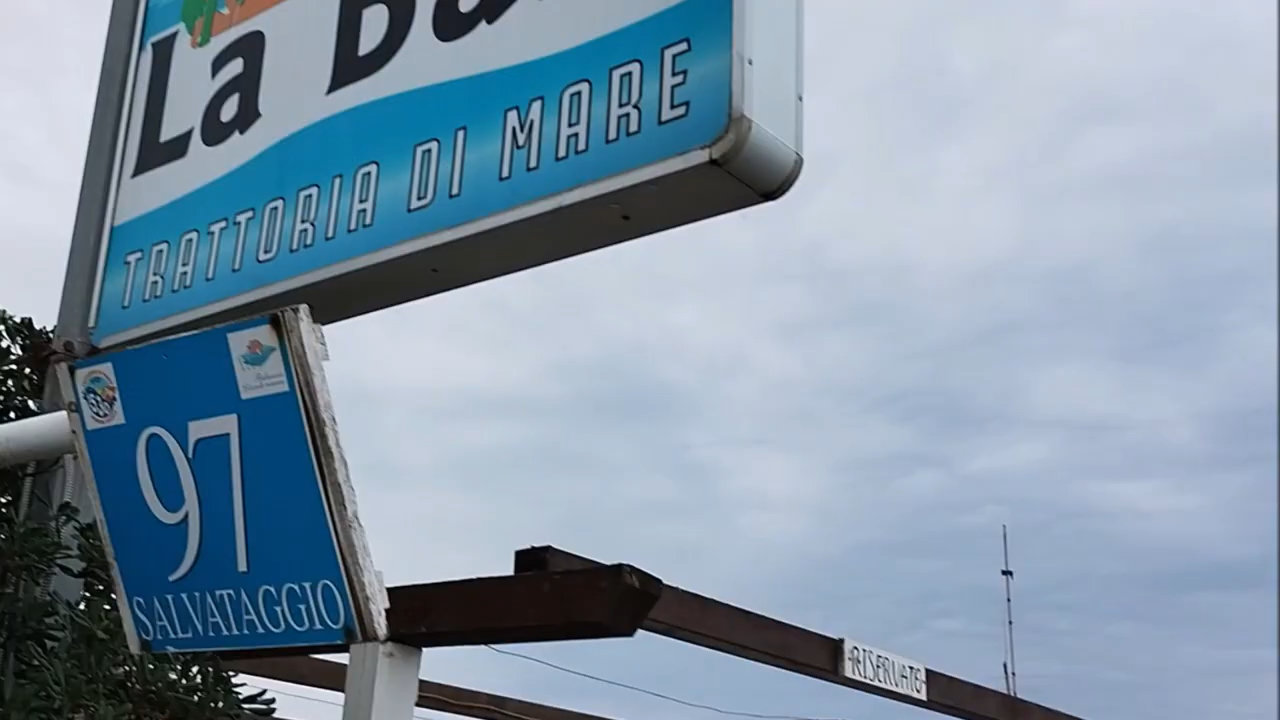 La
TRATTORIA DI MARE
97
SALVATAGGIO
RISERVATO